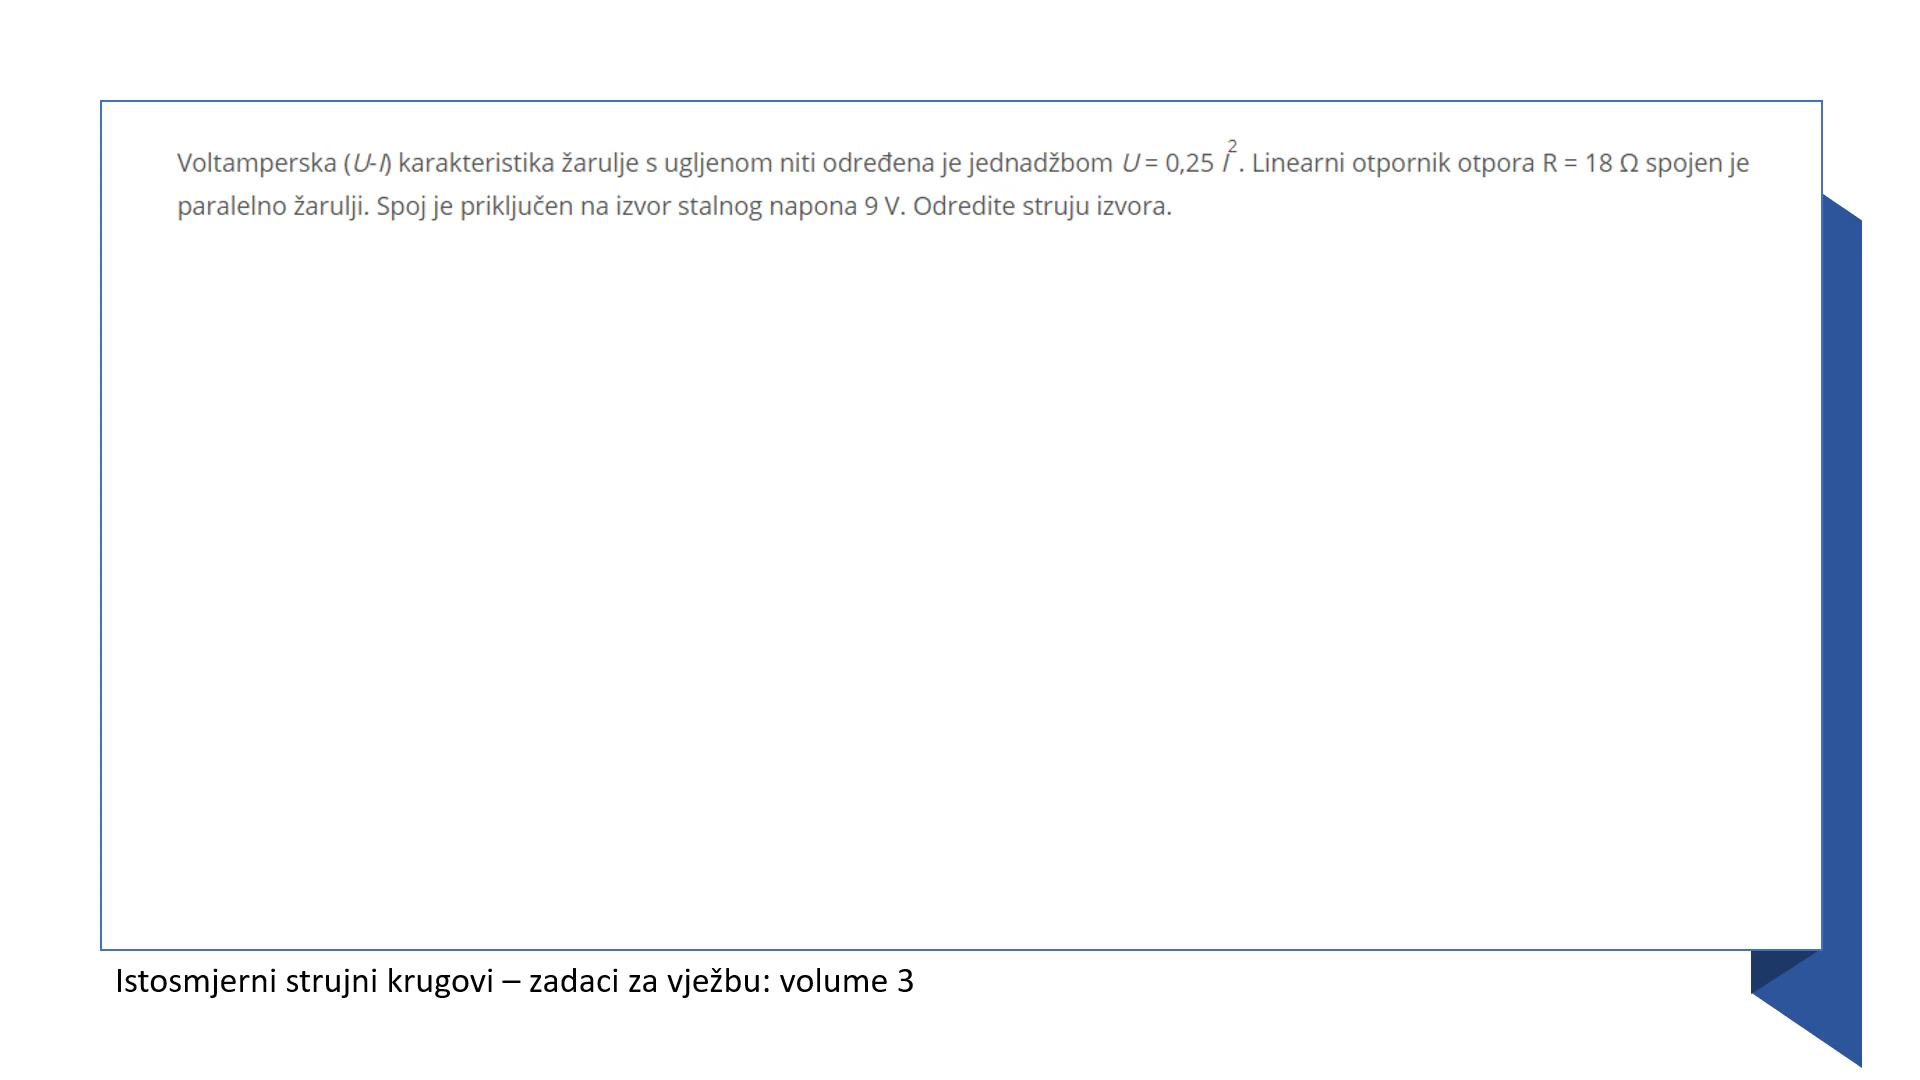 Voltamperska (U-I) karakteristika žarulje s ugljenom niti određena je jednadžbom U = 0,25 I². Linearni otpornik otpora R = 18 Ω spojen je
paralelno žarulji. Spoj je priključen na izvor stalnog napona 9 V. Odredite struju izvora.
Istosmjerni strujni krugovi – zadaci za vježbu: volume 3